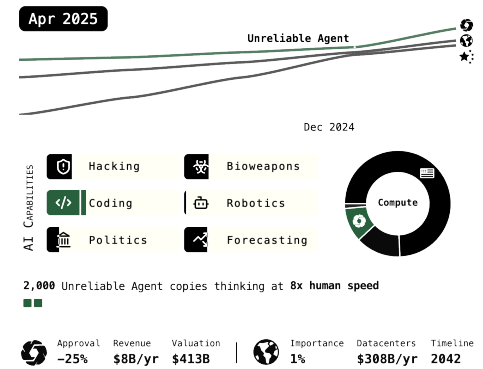 Apr 2025
Unreliable Agent
Dec 2024
AI CAPABILITIES
Hacking
Bioweapons
</> Coding
Robotics
Politics
Forecasting
Compute
2,000 Unreliable Agent copies thinking at 8x human speed
Approval Revenue Valuation Importance Datacenters Timeline
−25% $8B/yr $413B 1% $308B/yr 2042